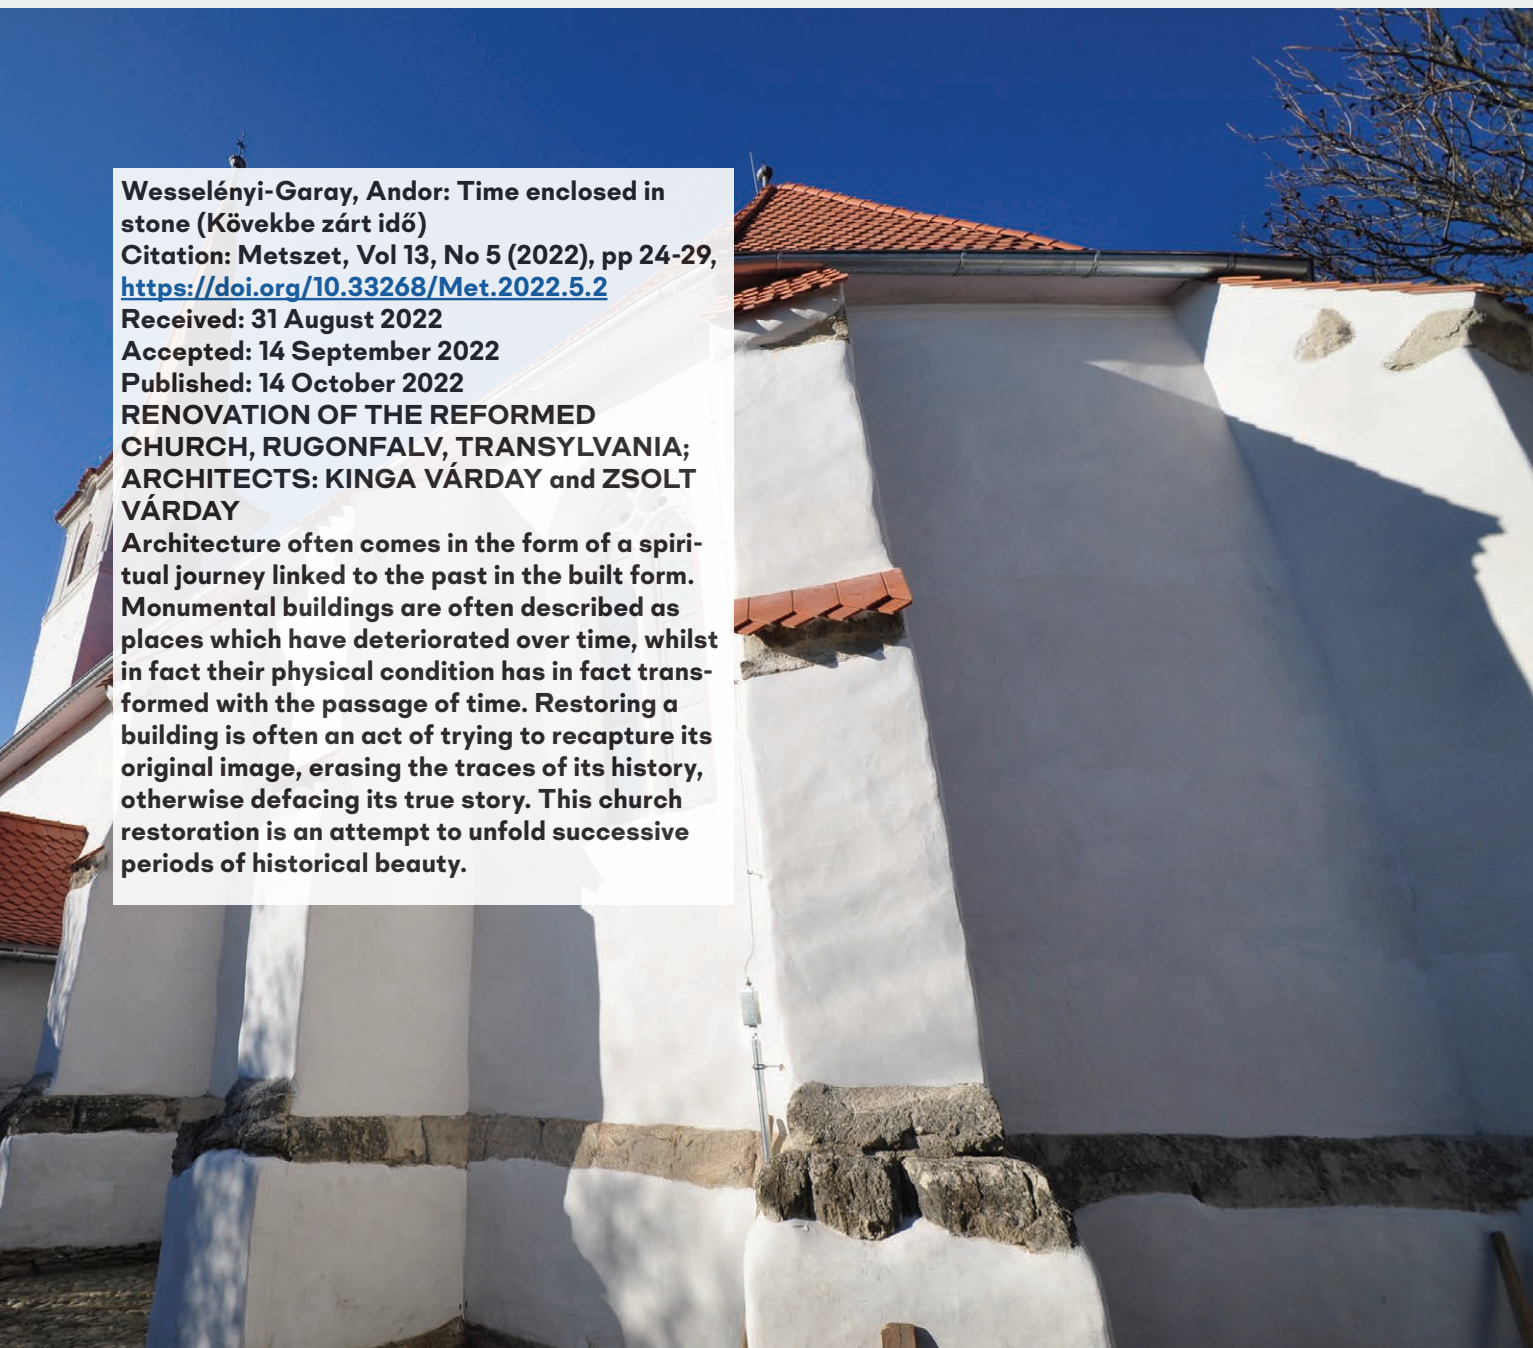 Wesselényi-Garay, Andor: Time enclosed in
stone (Kövekbe zárt idő)
Citation: Metszet, Vol 13, No 5 (2022), pp 24-29,
https://doi.org/10.33268/Met.2022.5.2
Received: 31 August 2022
Accepted: 14 September 2022
Published: 14 October 2022
RENOVATION OF THE REFORMED
CHURCH, RUGONFALV, TRANSYLVANIA;
ARCHITECTS: KINGA VÁRDAY and ZSOLT
VÁRDAY
Architecture often comes in the form of a spiri-
tual journey linked to the past in the built form.
Monumental buildings are often described as
places which have deteriorated over time, whilst
in fact their physical condition has in fact trans-
formed with the passage of time. Restoring a
building is often an act of trying to recapture its
original image, erasing the traces of its history,
otherwise defacing its true story. This church
restoration is an attempt to unfold successive
periods of historical beauty.